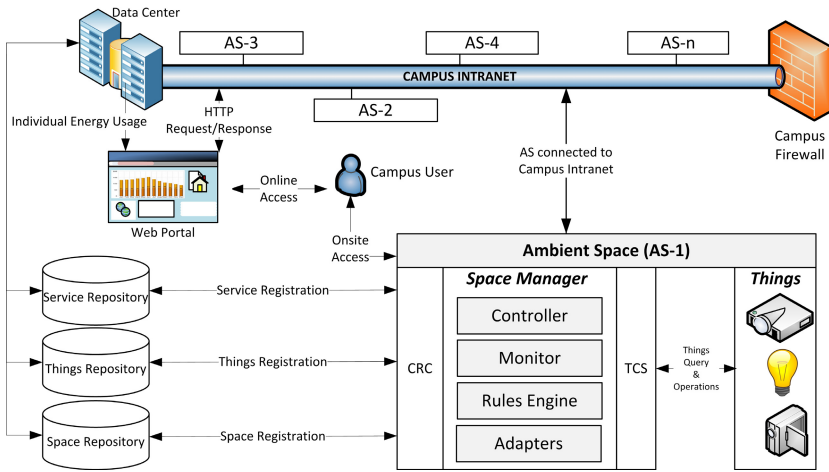 Data Center
AS-3
AS-4
AS-n
CAMPUS INTRANET
AS-2
HTTP
Request/Response
Individual Energy Usage
Campus
Firewall
AS connected to
Campus Intranet
Online
Access
Campus User
Web Portal
Onsite
Access
Ambient Space (AS-1)
Space Manager
Things
Service Repository
Service Registration
Controller
Monitor
Things Repository
Things Registration
CRC
TCS
Things
Query
&
Operations
Rules Engine
Space Repository
Space Registration
Adapters